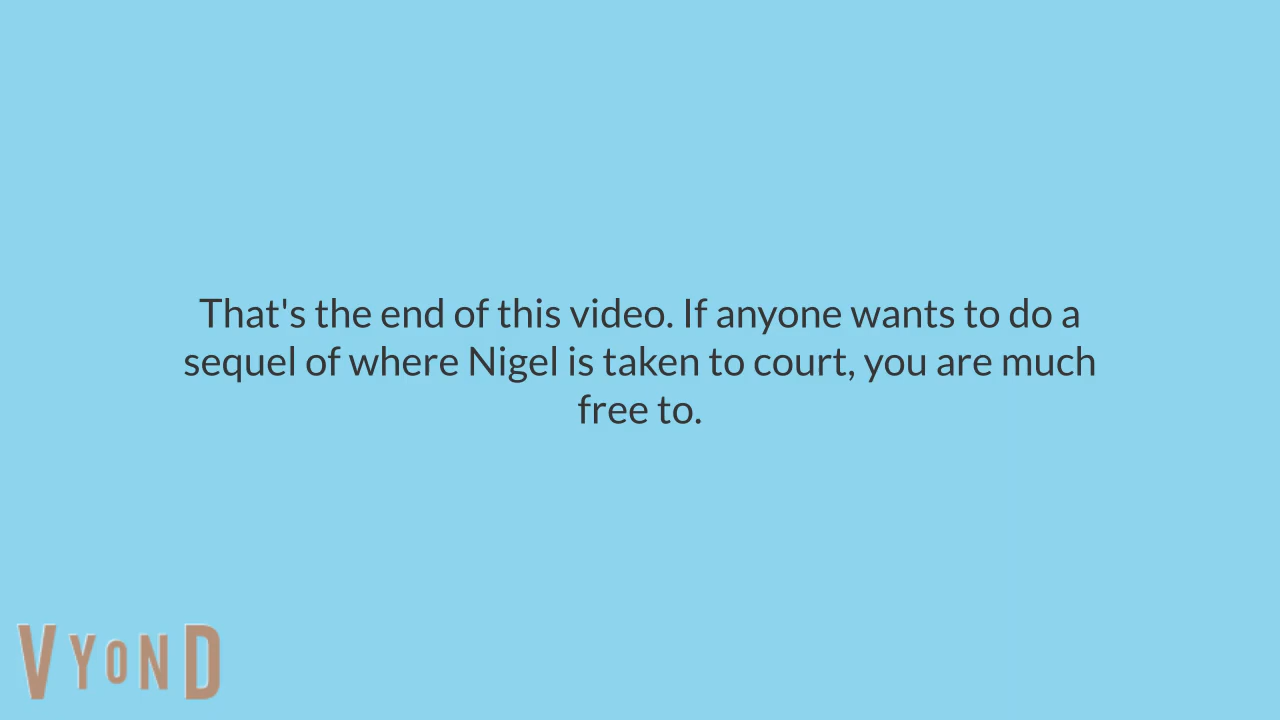 That's the end of this video. If anyone wants to do a
sequel of where Nigel is taken to court, you are much
free to.
VYOND